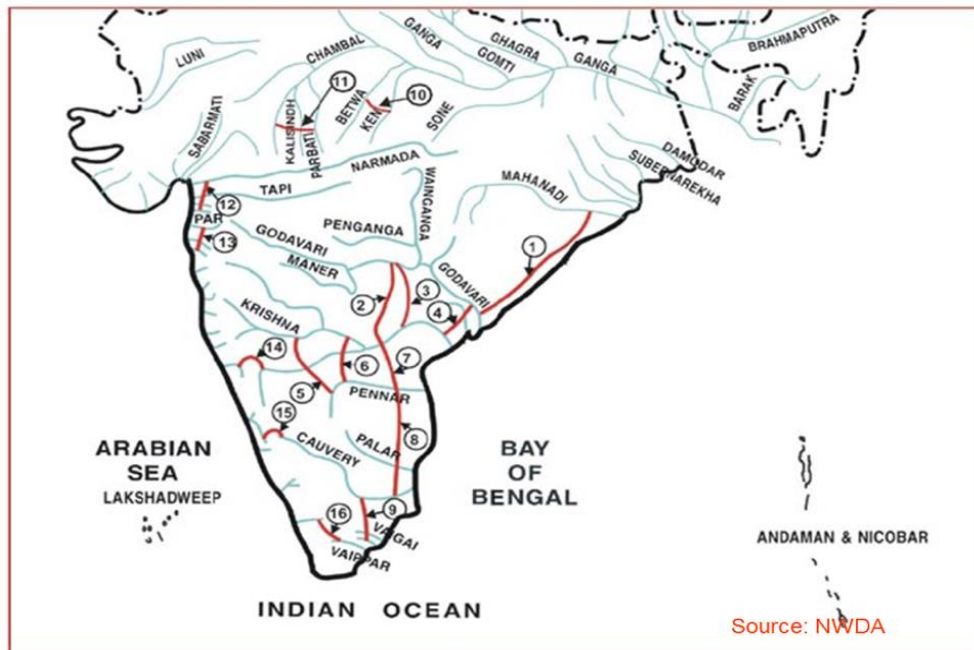 LUNI
CHAMBAL
GANGA
GHAGRA
GOMTI
GANGA
BRAHMAPUTRA
BARAK
SABARMATI
KALISINDH
PARBATI
11
BETWA
KEN
10
SONE
NARMADA
TAPI
12
PAR
13
WAINGANGA
PENGANGA
MAHANADI
DAMODAR
SUBERNAREKHA
GODAVARI
MANER
GODAVARI
1
2
3
4
KRISHNA
14
5
6
7
PENNAR
15
CAUVERY
PALAR
8
ARABIAN
SEA
LAKSHADWEEP
BAY
OF
BENGAL
16
9
VAIGAI
VAIPPAR
ANDAMAN & NICOBAR
INDIAN OCEAN
Source: NWDA